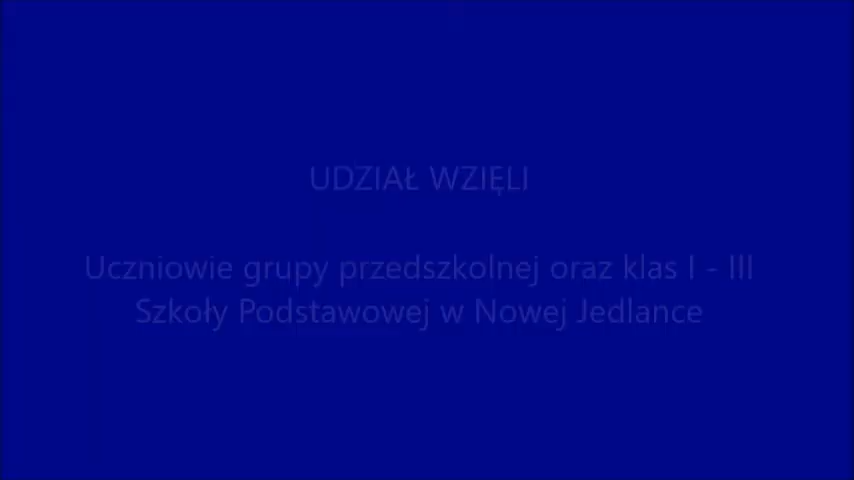 UDZIAŁ WZIĘLI
Uczniowie grupy przedszkolnej oraz klas I - III
Szkoły Podstawowej w Nowej Jedlance